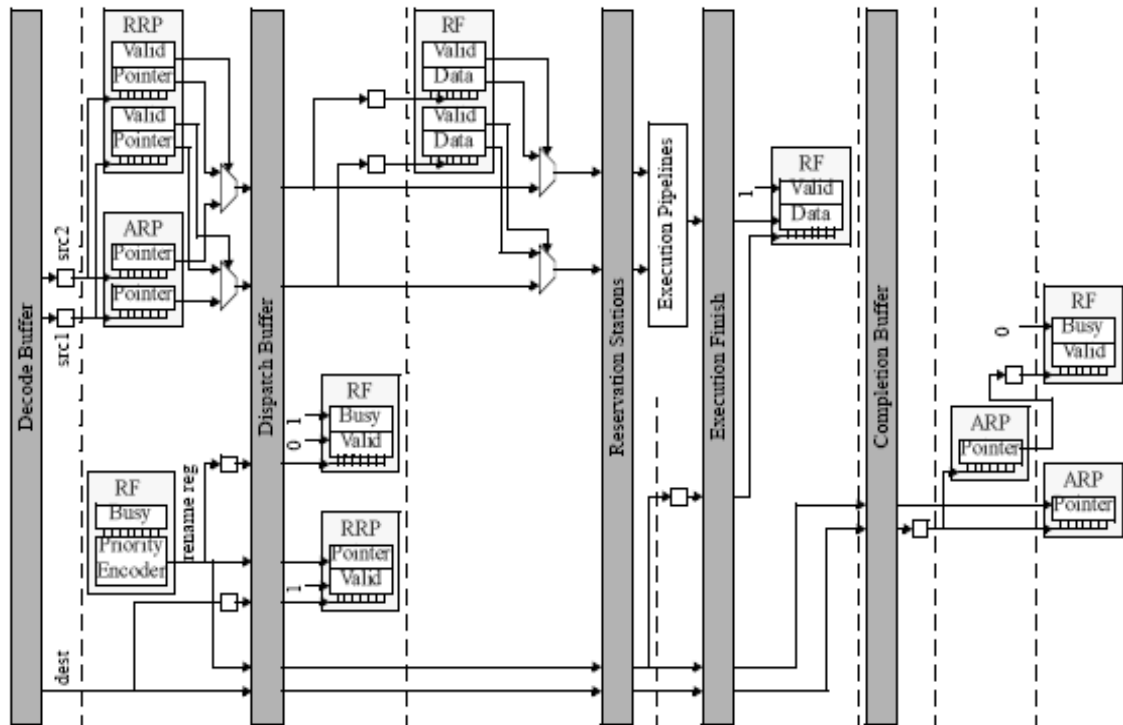 Decode Buffer
src2
src1
dest
RRP
Valid
Pointer
Valid
Pointer
ARP
Pointer
Pointer
RF
Busy
Priority
Encoder
rename reg
Dispatch Buffer
RF
Valid
Data
Valid
Data
1
0
RF
Busy
Valid
1
RRP
Pointer
Valid
Reservation Stations
Execution Pipelines
Execution Finish
1
RF
Valid
Data
Completion Buffer
0
RF
Busy
Valid
ARP
Pointer
ARP
Pointer